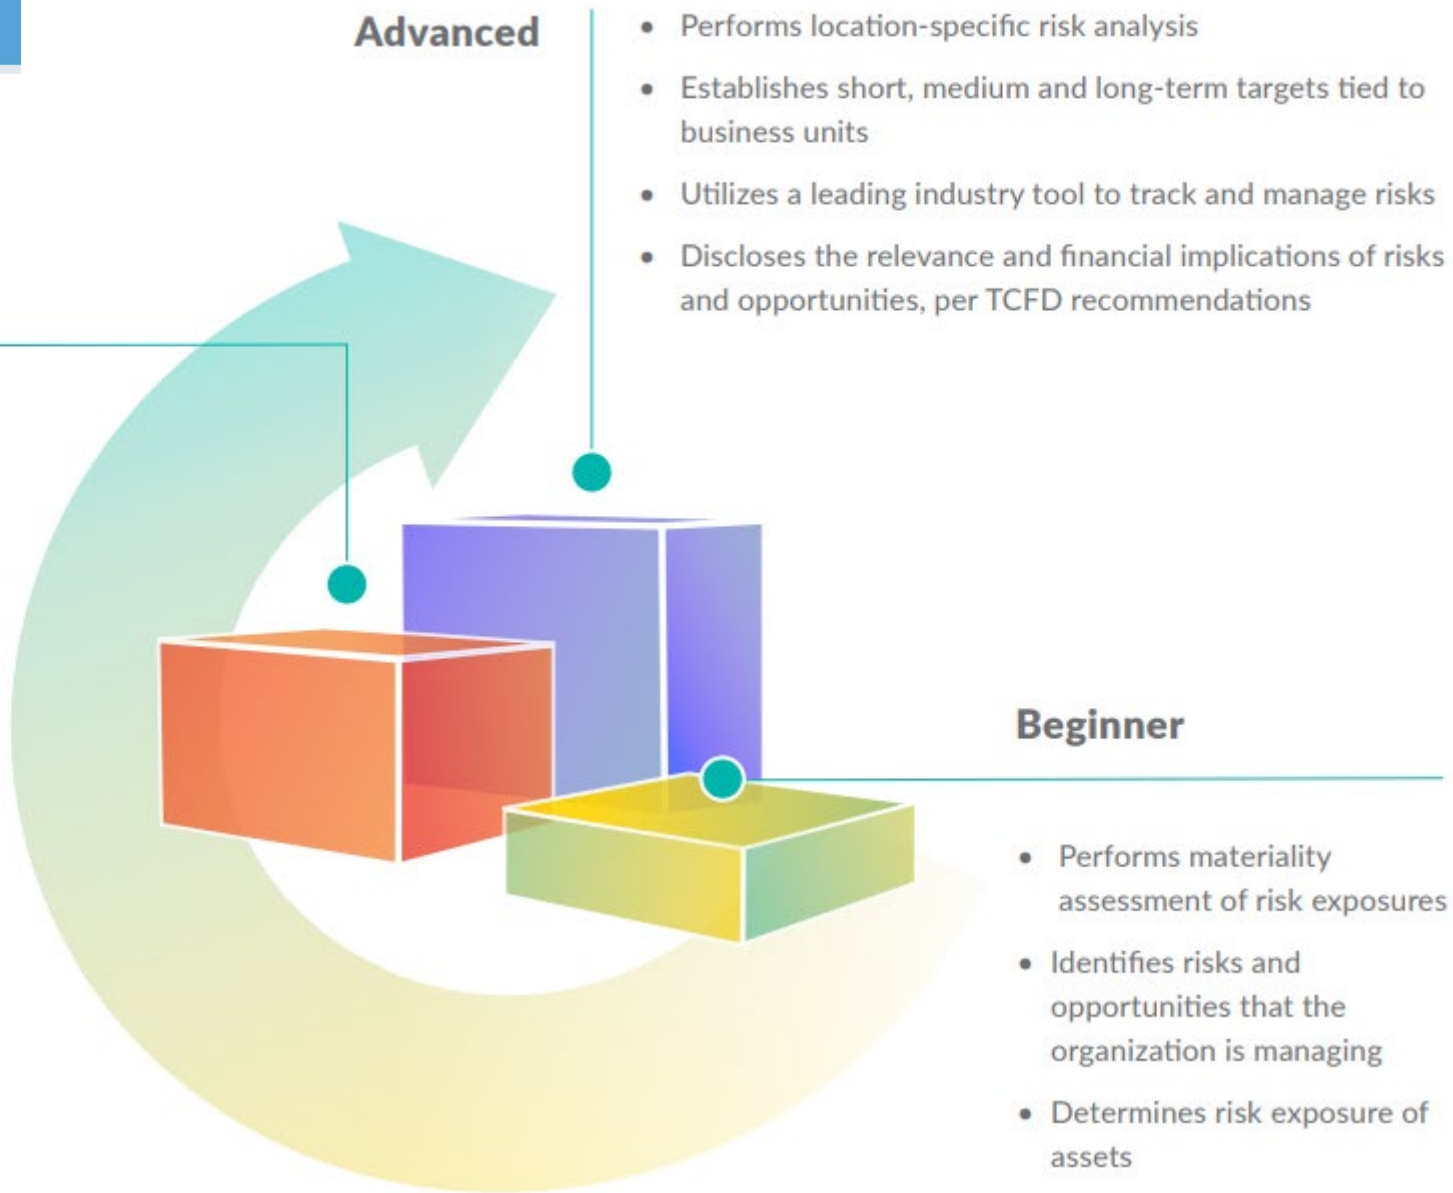 Advanced
• Performs location-specific risk analysis
• Establishes short, medium and long-term targets tied to
business units
• Utilizes a leading industry tool to track and manage risks
• Discloses the relevance and financial implications of risks
and opportunities, per TCFD recommendations
Beginner
• Performs materiality
assessment of risk exposures
• Identifies risks and
opportunities that the
organization is managing
• Determines risk exposure of
assets